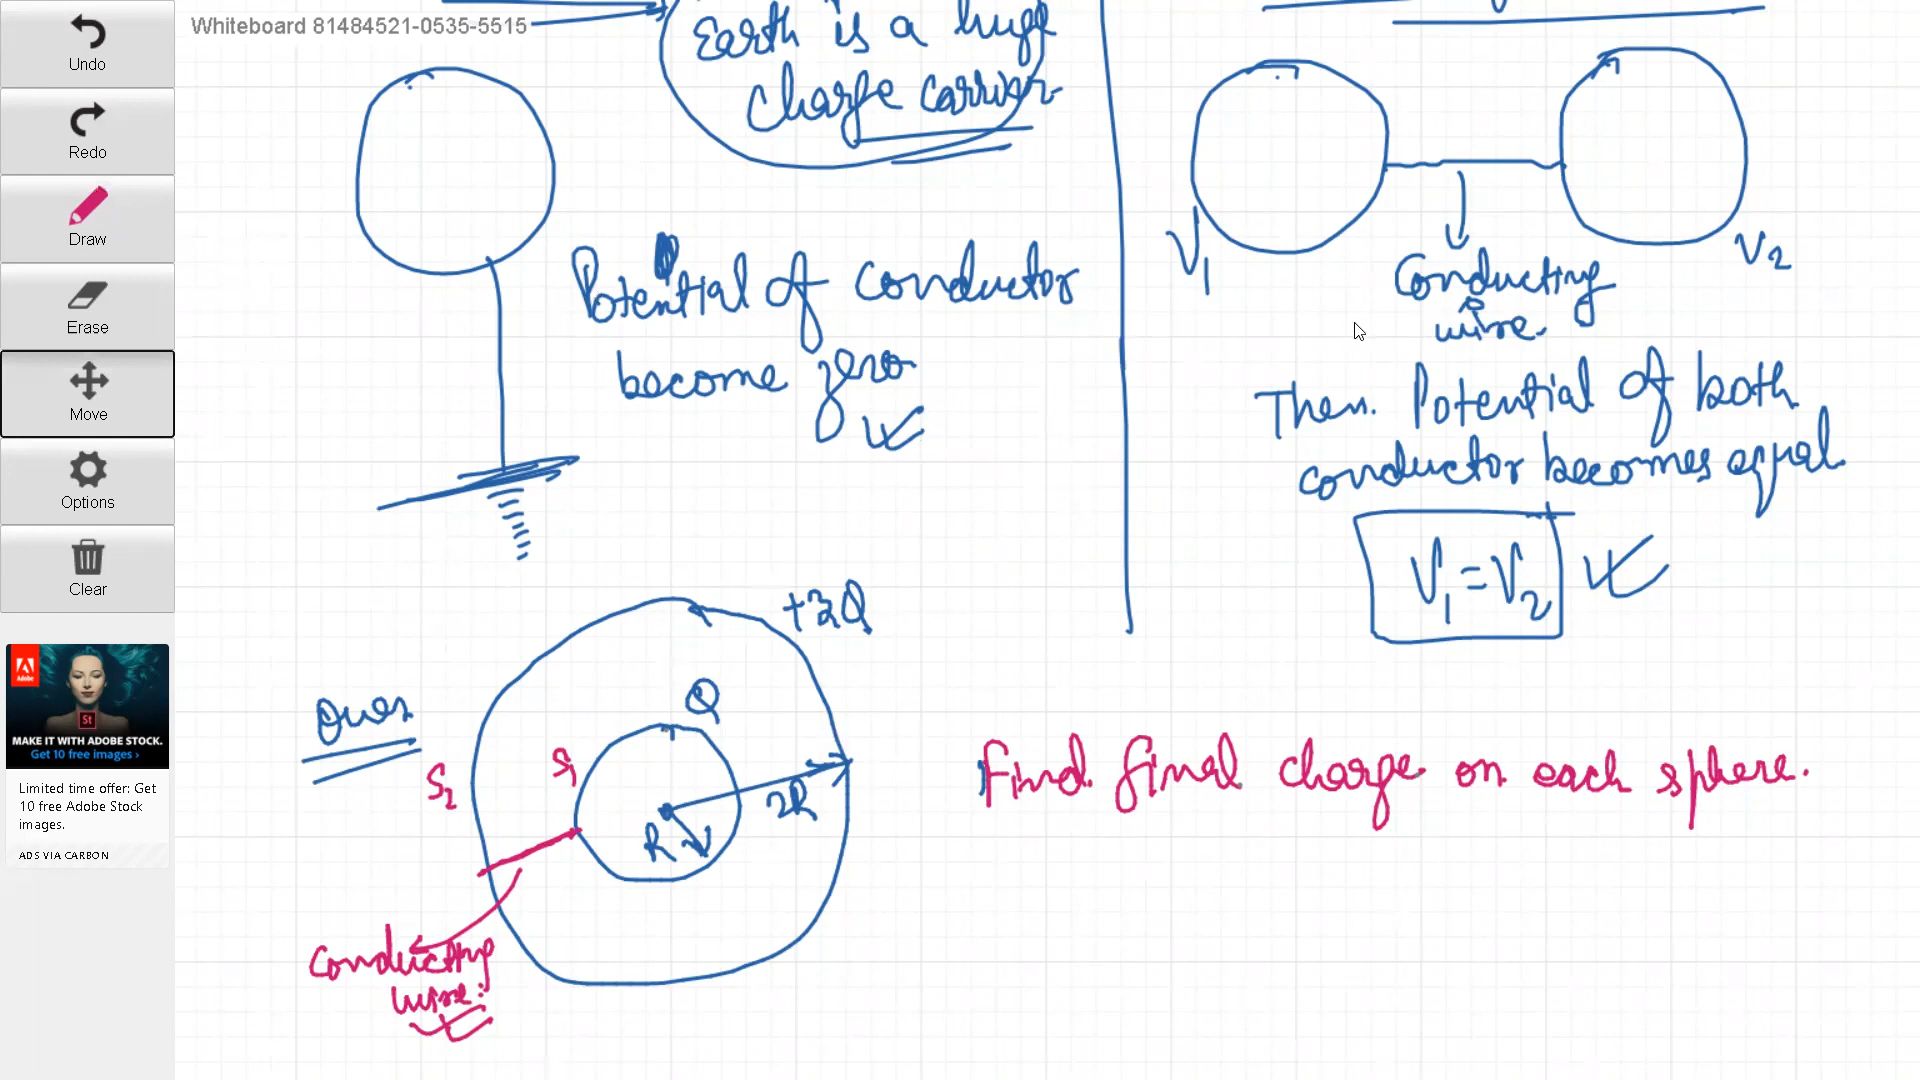 Whiteboard 81484521-0535-5515
Undo
Redo
Draw
Erase
Move
Options
Clear
Adobe
St
MAKE IT WITH ADOBE STOCK.
Get 10 free images ›
Limited time offer: Get
10 free Adobe Stock
images.
ADS VIA CARBON
Earth is a huge
charge carrier
Potential of conductor
become zero
V1
V2
Conducting
wire.
Then. Potential of both
conductor becomes equal.
V1 = V2
Ques
+3Q
Q
S1
S2
R
2R
Conducting
wire:
Find final charge on each sphere.